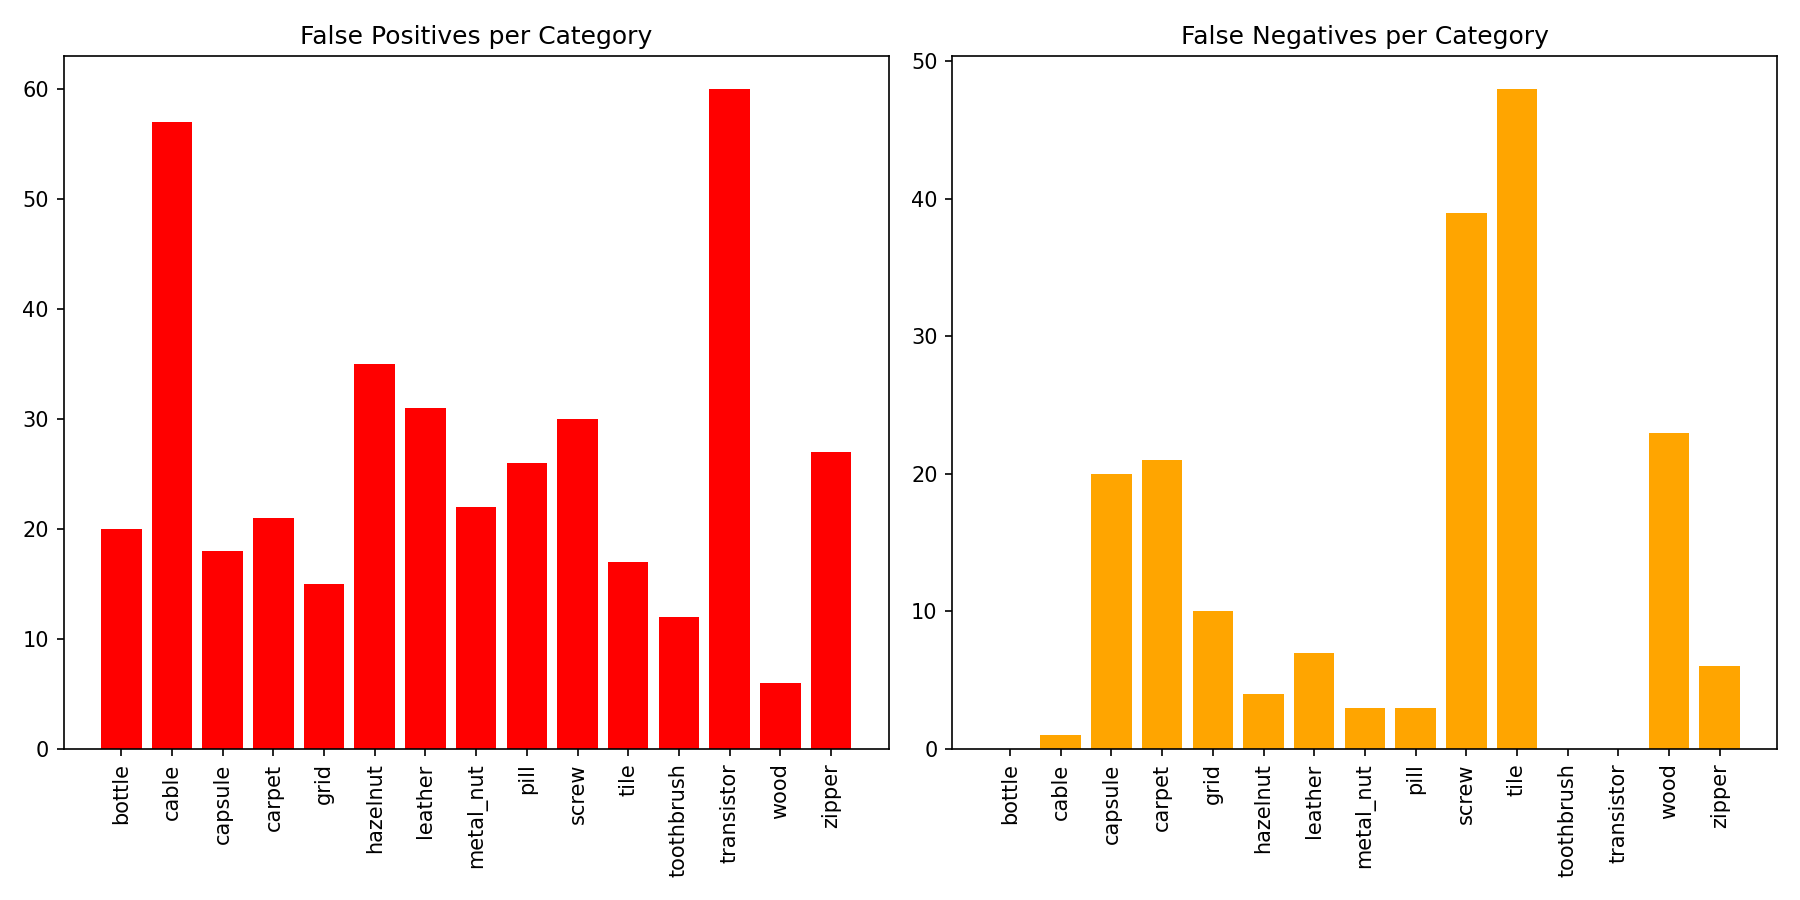 False Positives per Category
60
50
40
30
20
10
0
bottle
cable
capsule
carpet
grid
hazelnut
leather
metal_nut
pill
screw
tile
toothbrush
transistor
wood
zipper
False Negatives per Category
50
40
30
20
10
0
bottle
cable
capsule
carpet
grid
hazelnut
leather
metal_nut
pill
screw
tile
toothbrush
transistor
wood
zipper